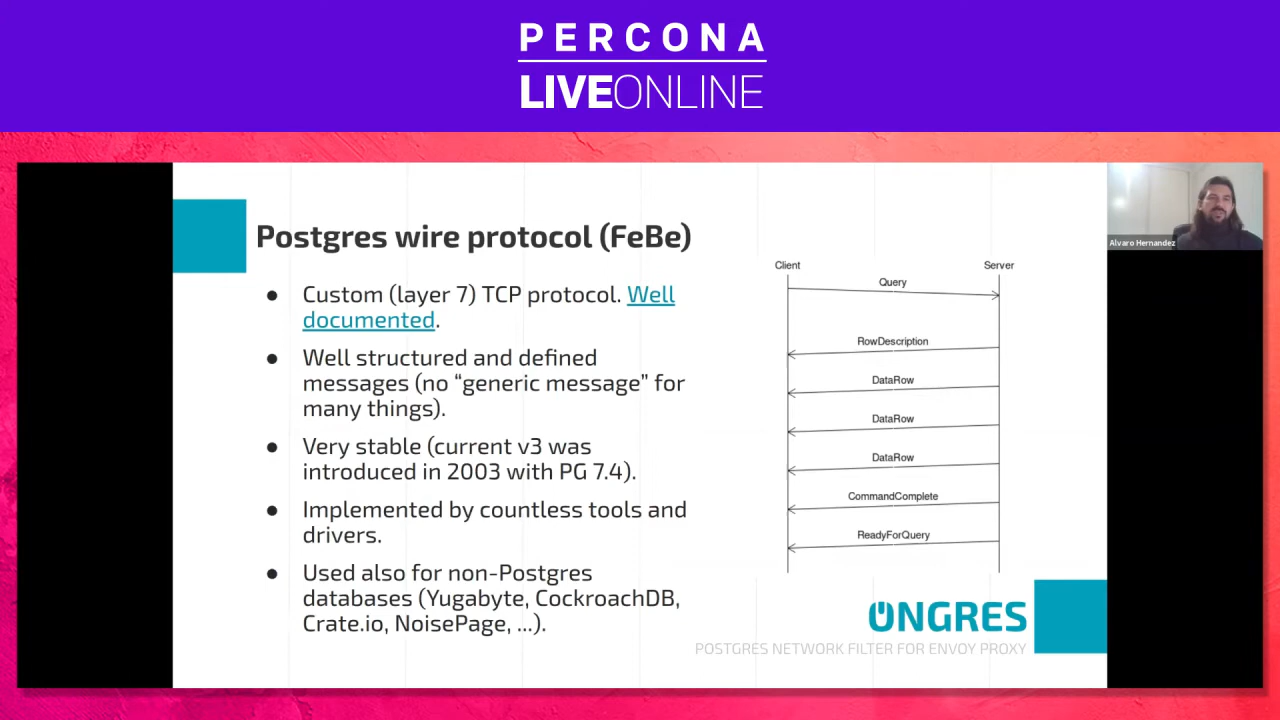 PERCONA
LIVEONLINE
Alvaro Hernandez
Postgres wire protocol (FeBe)
● Custom (layer 7) TCP protocol. Well
documented.
● Well structured and defined
messages (no “generic message” for
many things).
● Very stable (current v3 was
introduced in 2003 with PG 7.4).
● Implemented by countless tools and
drivers.
● Used also for non-Postgres
databases (Yugabyte, CockroachDB,
Crate.io, NoisePage, ...).
Client
Server
Query
RowDescription
DataRow
DataRow
DataRow
CommandComplete
ReadyForQuery
ONGRES
POSTGRES NETWORK FILTER FOR ENVOY PROXY